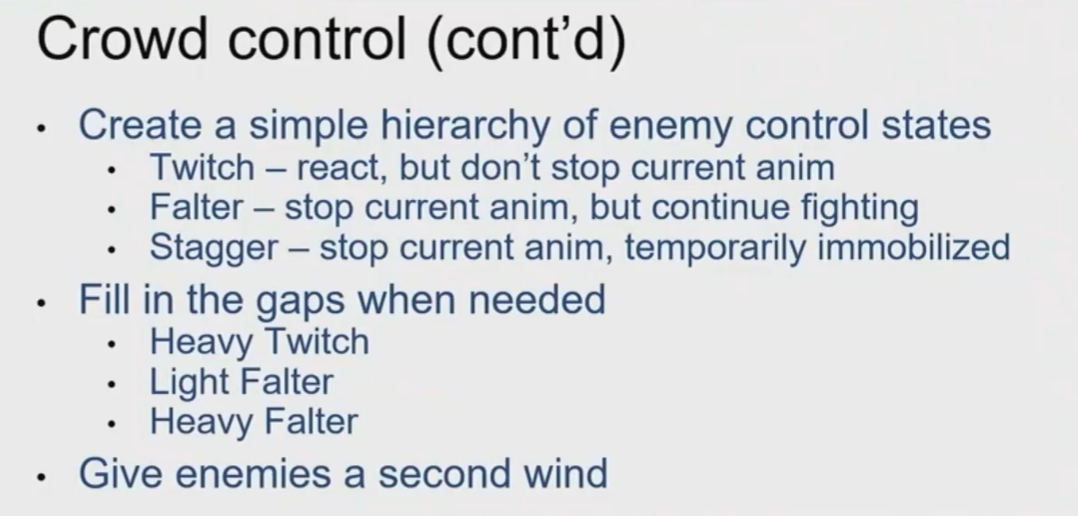 Crowd control (cont'd)
• Create a simple hierarchy of enemy control states
• Twitch – react, but don't stop current anim
• Falter – stop current anim, but continue fighting
• Stagger – stop current anim, temporarily immobilized
• Fill in the gaps when needed
• Heavy Twitch
• Light Falter
• Heavy Falter
• Give enemies a second wind